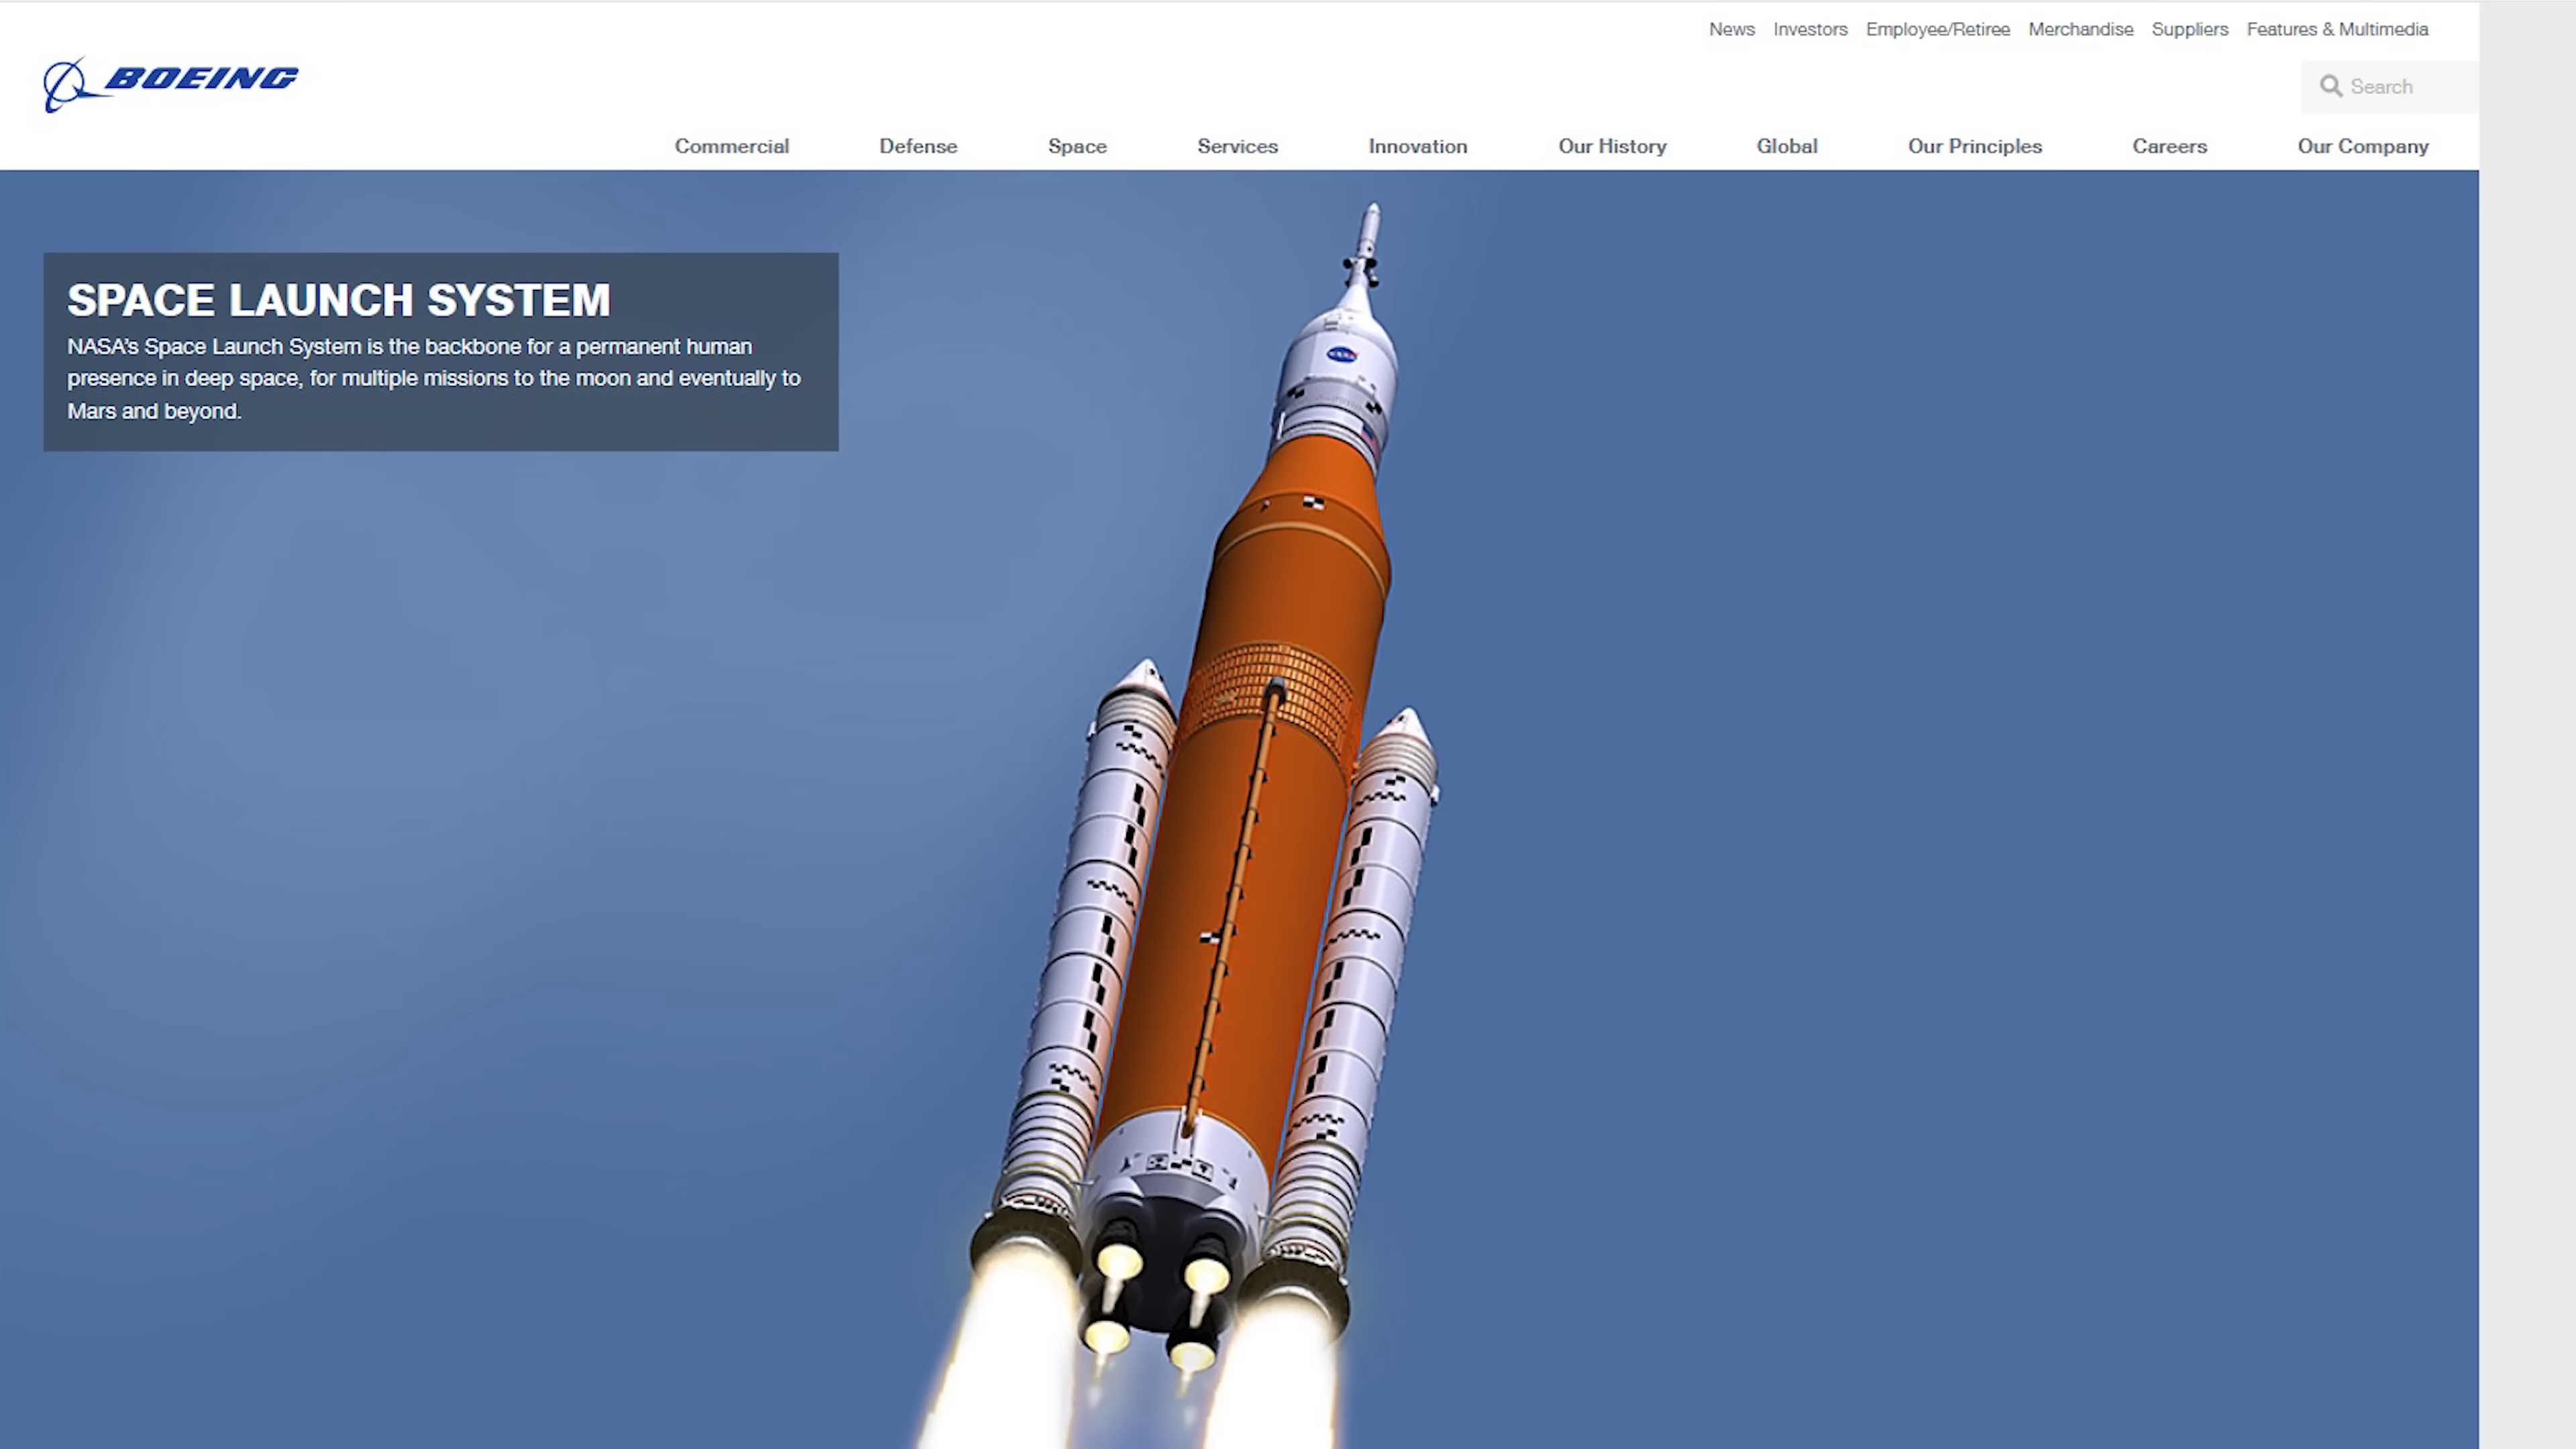 News Investors Employee/Retiree Merchandise Suppliers Features & Multimedia
BOEING
Search
Commercial Defense Space Services Innovation Our History Global Our Principles Careers Our Company
SPACE LAUNCH SYSTEM
NASA's Space Launch System is the backbone for a permanent human
presence in deep space, for multiple missions to the moon and eventually to
Mars and beyond.
NASA